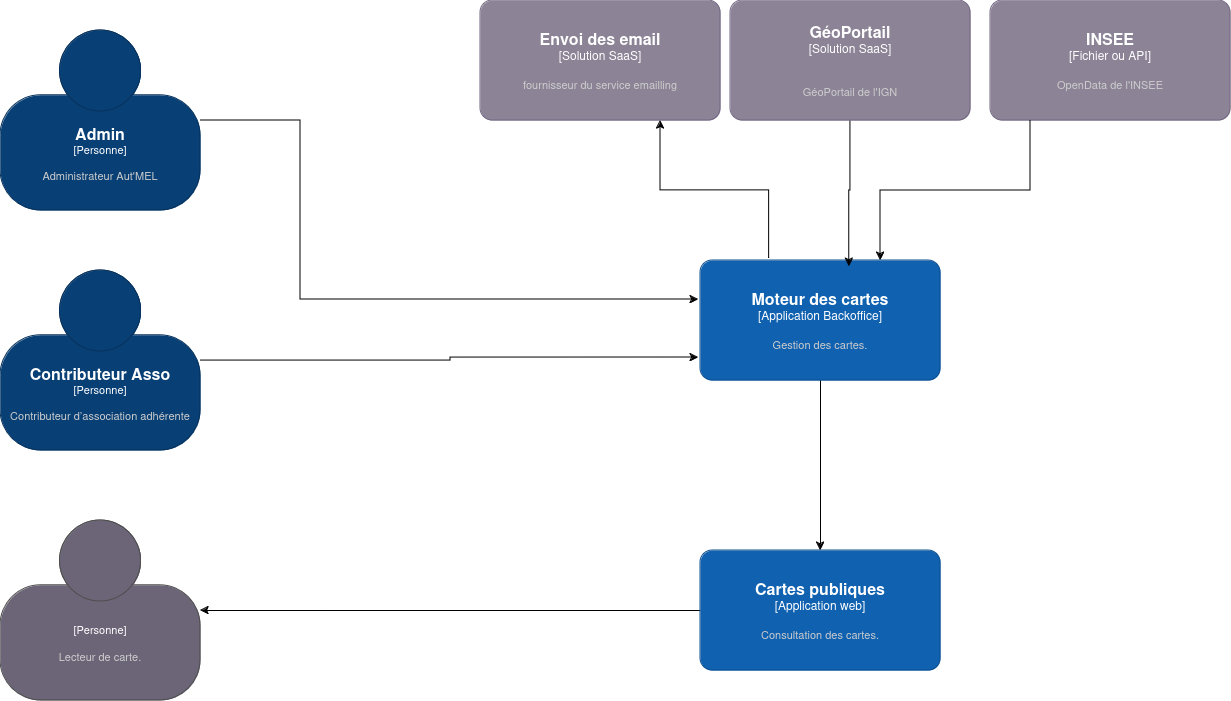 Envoi des email
[Solution SaaS]
fournisseur du service emailling
GéoPortail
[Solution SaaS]
GéoPortail de l'IGN
INSEE
[Fichier ou API]
OpenData de l'INSEE
Admin
[Personne]
Administrateur Aut'MEL
Moteur des cartes
[Application Backoffice]
Gestion des cartes.
Contributeur Asso
[Personne]
Contributeur d'association adhérente
Cartes publiques
[Application web]
Consultation des cartes.
[Personne]
Lecteur de carte.